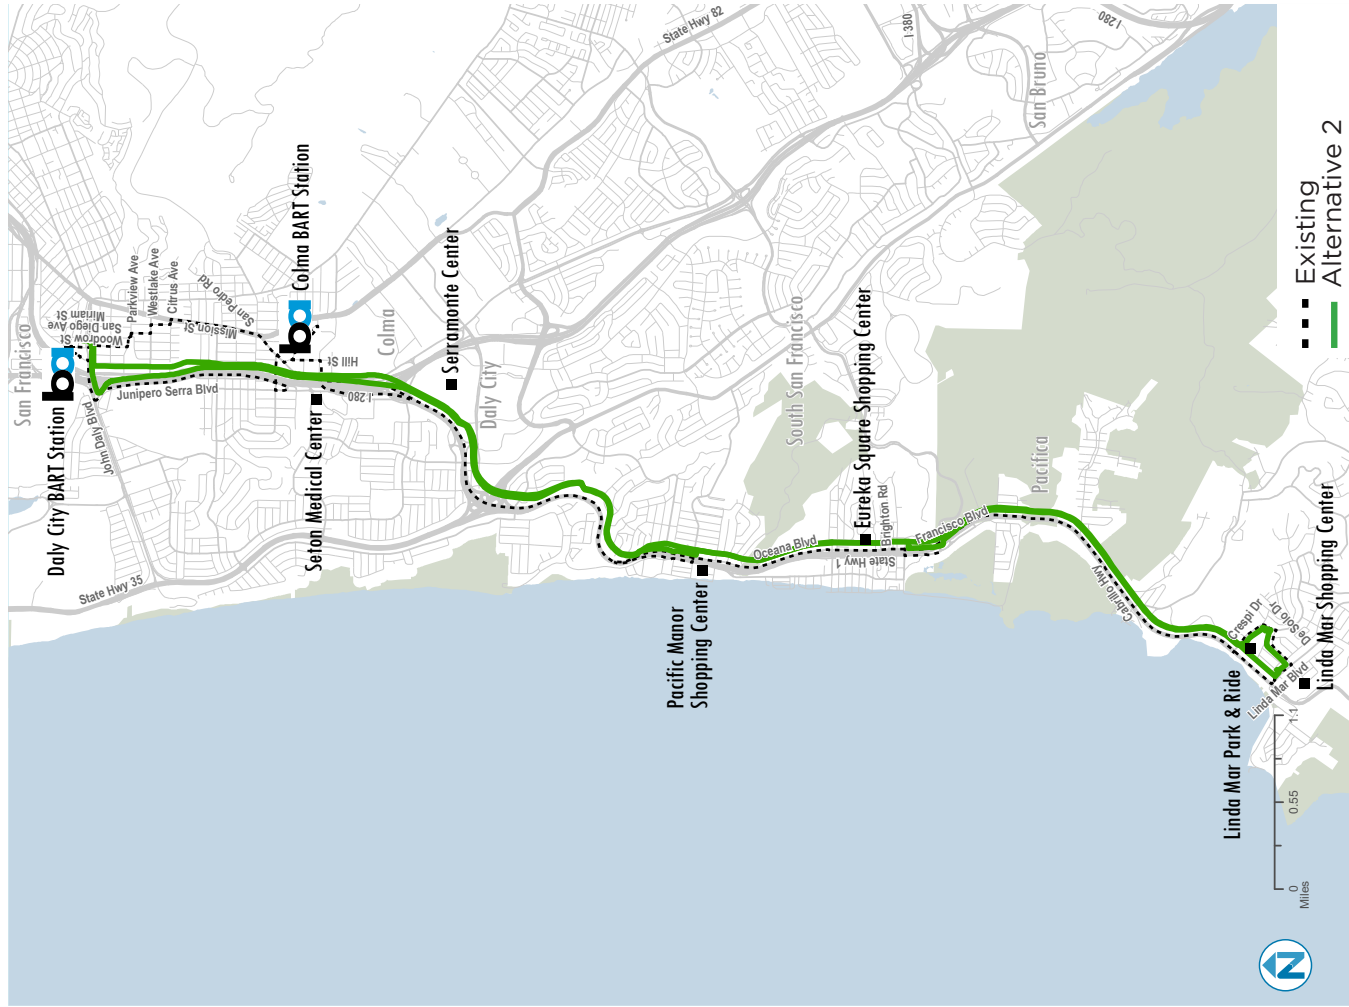 San Francisco
State Hwy 82
I-380
I-280
San Bruno
Daly City BART Station
ba
Woodrow St
San Diego Ave
Miriam St
Parkview Ave
Westlake Ave
Citrus Ave
San Pedro Rd
Mission St
John Daly Blvd
Junipero Serra Blvd
ba
Colma BART Station
Hill St
I-280
Colma
Seton Medical Center
Serramonte Center
Daly City
State Hwy 35
South San Francisco
Pacific Manor
Shopping Center
Oceana Blvd
Eureka Square Shopping Center
State Hwy 1
Brighton Rd
Francisco Blvd
Pacifica
Cabrillo Hwy
Crespi Dr
De Solo Dr
Linda Mar Blvd
Linda Mar Park & Ride
Linda Mar Shopping Center
Existing
Alternative 2
0
0.55
1.1
Miles
N